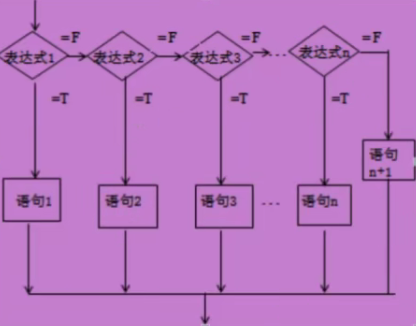 =F =F =F =F
表达式1 表达式2 表达式3 ... 表达式n
=T =T =T =T
语句
n+1
语句1 语句2 语句3 ... 语句n